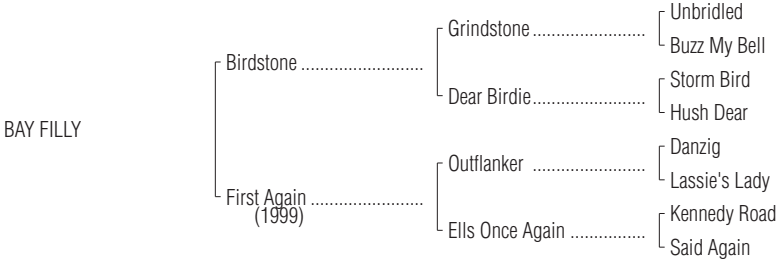 Unbridled
Grindstone ........................
Buzz My Bell
Birdstone ..........................
Storm Bird
Dear Birdie........................
Hush Dear
BAY FILLY
Danzig
Outflanker ........................
Lassie's Lady
First Again ........................
(1999)
Kennedy Road
Ells Once Again ................
Said Again